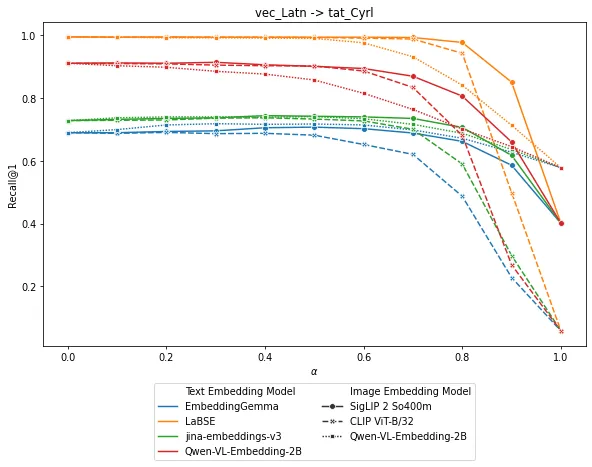 vec_Latn -> tat_Cyrl
Recall@1
1.0
0.8
0.6
0.4
0.2
0.0 0.2 0.4 0.6 0.8 1.0
α
Text Embedding Model
EmbeddingGemma
LaBSE
jina-embeddings-v3
Qwen-VL-Embedding-2B
Image Embedding Model
SigLIP 2 So400m
CLIP ViT-B/32
Qwen-VL-Embedding-2B